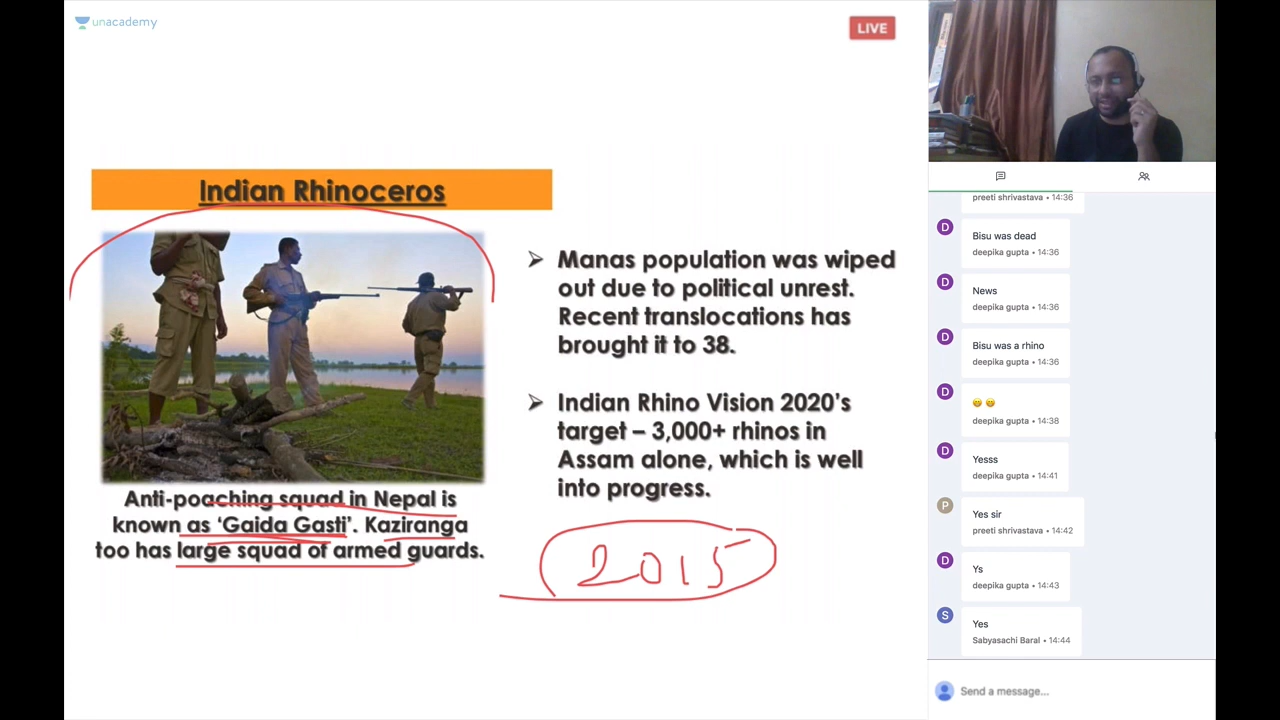 unacademy
LIVE
Indian Rhinoceros
Manas population was wiped
out due to political unrest.
Recent translocations has
brought it to 38.
Indian Rhino Vision 2020’s
target – 3,000+ rhinos in
Assam alone, which is well
into progress.
Anti-poaching squad in Nepal is
known as ‘Gaida Gasti’. Kaziranga
too has large squad of armed guards.
2015
preeti shrivastava • 14:36
D
Bisu was dead
deepika gupta • 14:36
D
News
deepika gupta • 14:36
D
Bisu was a rhino
deepika gupta • 14:36
D
deepika gupta • 14:38
D
Yesss
deepika gupta • 14:41
P
Yes sir
preeti shrivastava • 14:42
D
Ys
deepika gupta • 14:43
S
Yes
Sabyasachi Baral • 14:44
Send a message...